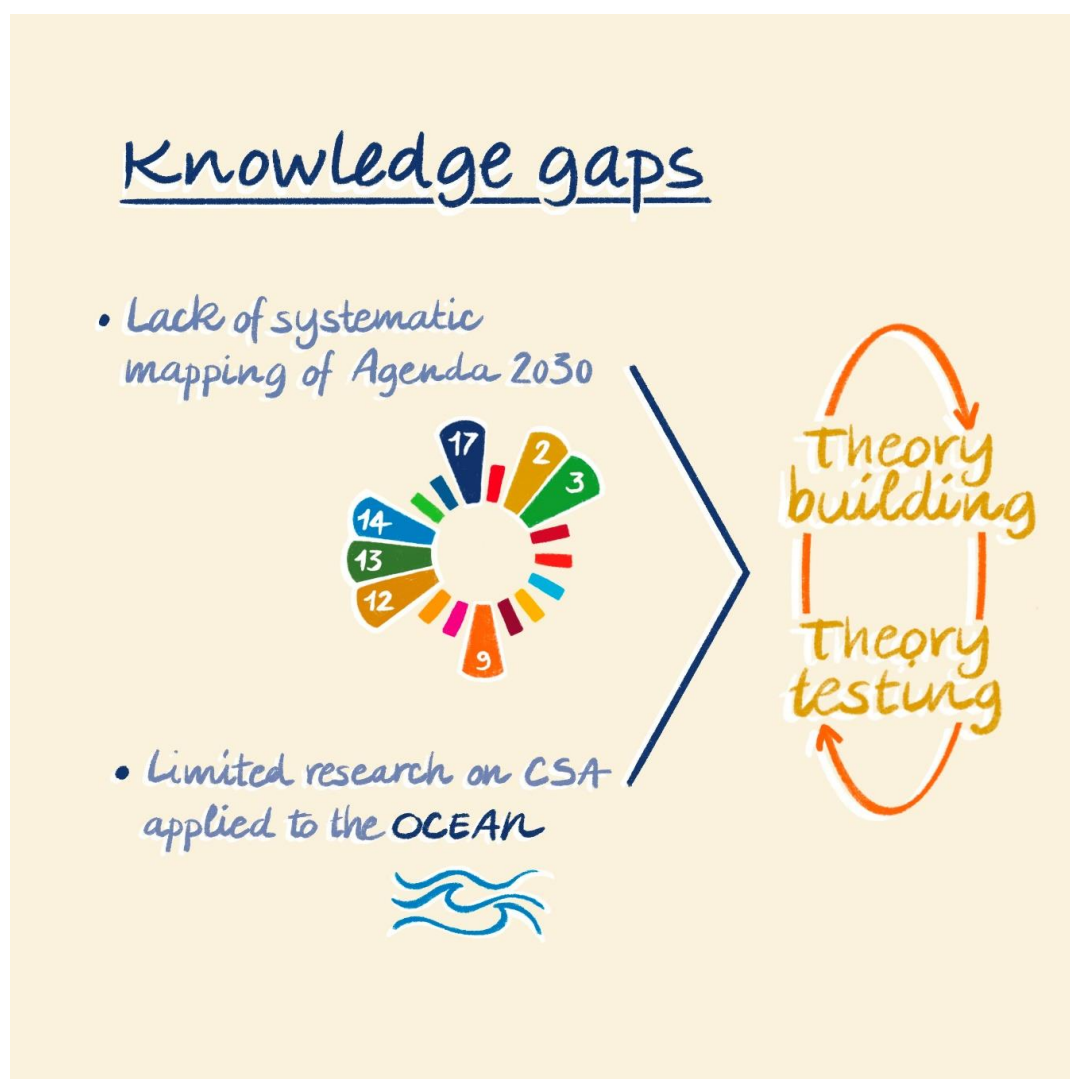 Knowledge gaps
• Lack of systematic
mapping of Agenda 2030
17
2
3
14
13
12
9
• Limited research on CSA
applied to the OCEAN
Theory
building
Theory
testing